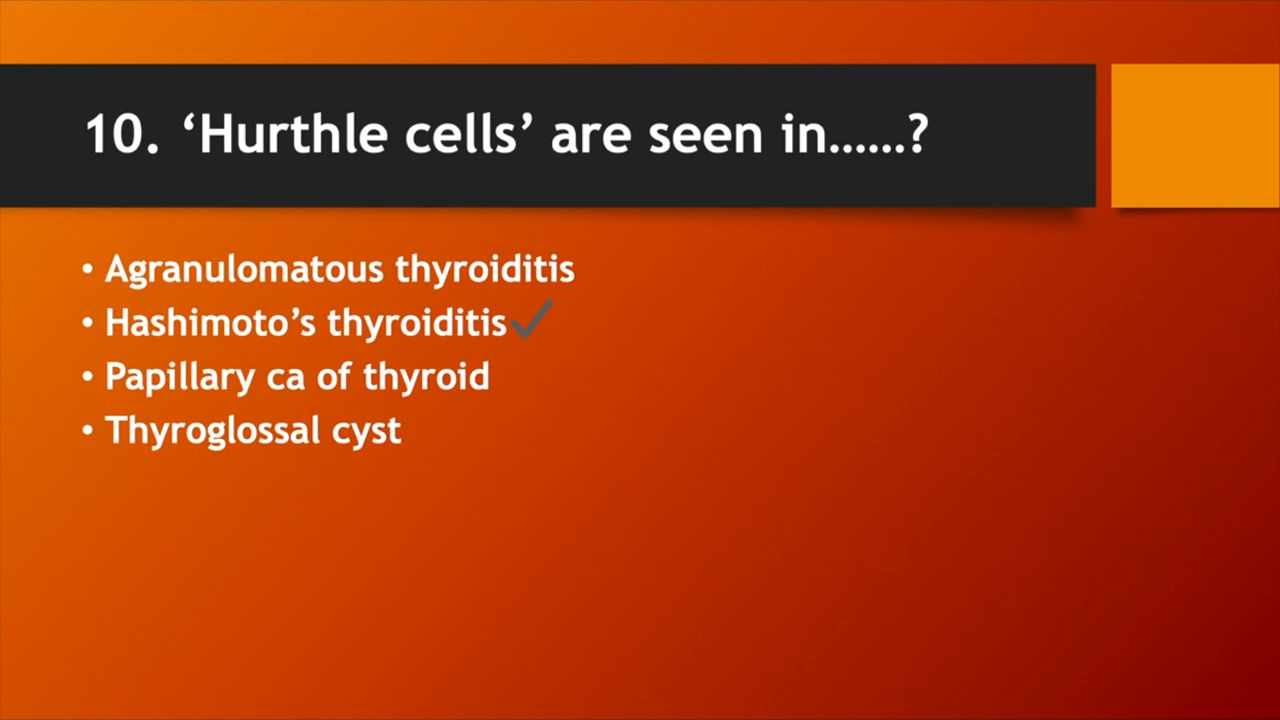 10. ‘Hurthle cells’ are seen in……?
• Agranulomatous thyroiditis
• Hashimoto’s thyroiditis✓
• Papillary ca of thyroid
• Thyroglossal cyst